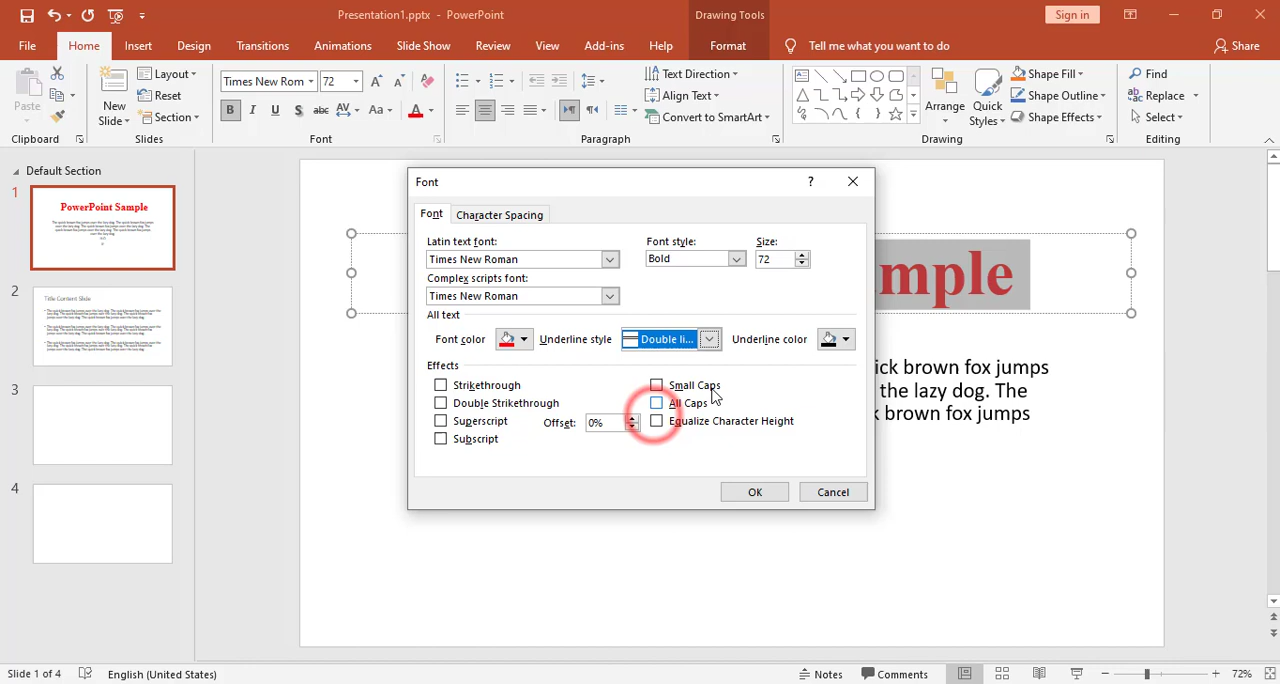 Presentation1.pptx - PowerPoint
Drawing Tools
Sign in
File Home Insert Design Transitions Animations Slide Show Review View Add-ins Help Format Tell me what you want to do Share
Paste
New
Slide
Layout
Reset
Section
Times New Rom 72
B I U S abc AV Aa A
Text Direction
Align Text
Convert to SmartArt
Arrange
Quick
Styles
Shape Fill
Shape Outline
Shape Effects
Find
Replace
Select
Clipboard Slides Font Paragraph Drawing Editing
Default Section
1
PowerPoint Sample
2
Title Content Slide
3
4
Font
? 
Font Character Spacing
Latin text font: Font style: Size:
Times New Roman Bold 72
Complex scripts font:
Times New Roman
All text
Font color Underline style Double li... Underline color
Effects
Strikethrough Small Caps
Double Strikethrough All Caps
Superscript Offset: 0% Equalize Character Height
Subscript
OK Cancel
mple
ick brown fox jumps
the lazy dog. The
k brown fox jumps
Slide 1 of 4 English (United States) Notes Comments 72%